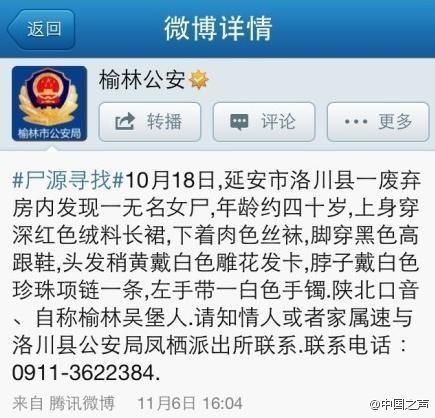 返回
微博详情
榆林市公安局
榆林公安
转播
评论
更多
#尸源寻找#10月18日,延安市洛川县一废弃
房内发现一无名女尸,年龄约四十岁,上身穿
深红色绒料长裙,下着肉色丝袜,脚穿黑色高
跟鞋,头发稍黄戴白色雕花发卡,脖子戴白色
珍珠项链一条,左手带一白色手镯.陕北口音
、自称榆林吴堡人.请知情人或者家属速与
洛川县公安局凤栖派出所联系.联系电话：
0911-3622384.
来自 腾讯微博 11月6日 16:04
@中国之声